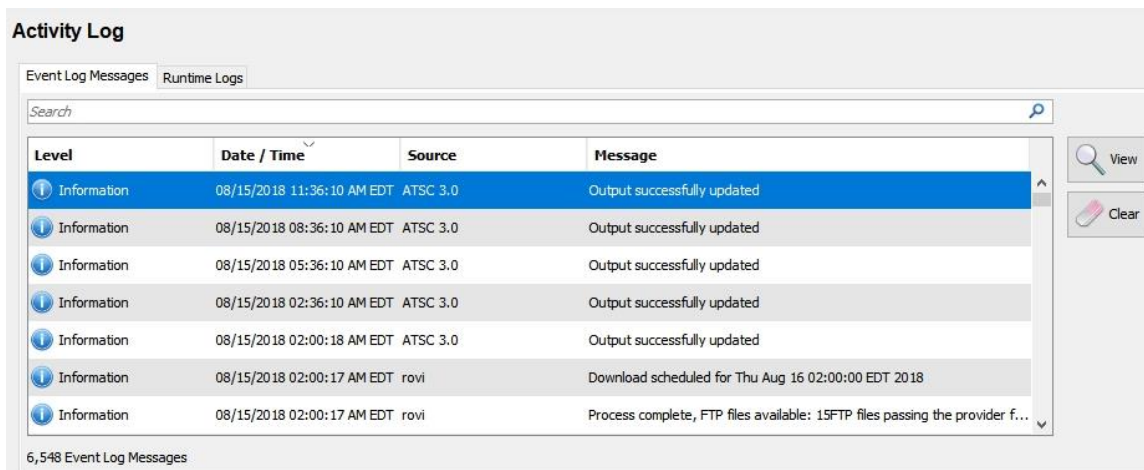 Activity Log
Event Log Messages Runtime Logs
Search
Level Date / Time Source Message
View
Information 08/15/2018 11:36:10 AM EDT ATSC 3.0 Output successfully updated
Clear
Information 08/15/2018 08:36:10 AM EDT ATSC 3.0 Output successfully updated
Information 08/15/2018 05:36:10 AM EDT ATSC 3.0 Output successfully updated
Information 08/15/2018 02:36:10 AM EDT ATSC 3.0 Output successfully updated
Information 08/15/2018 02:00:18 AM EDT ATSC 3.0 Output successfully updated
Information 08/15/2018 02:00:17 AM EDT rovi Download scheduled for Thu Aug 16 02:00:00 EDT 2018
Information 08/15/2018 02:00:17 AM EDT rovi Process complete, FTP files available: 15FTP files passing the provider f...
6,548 Event Log Messages